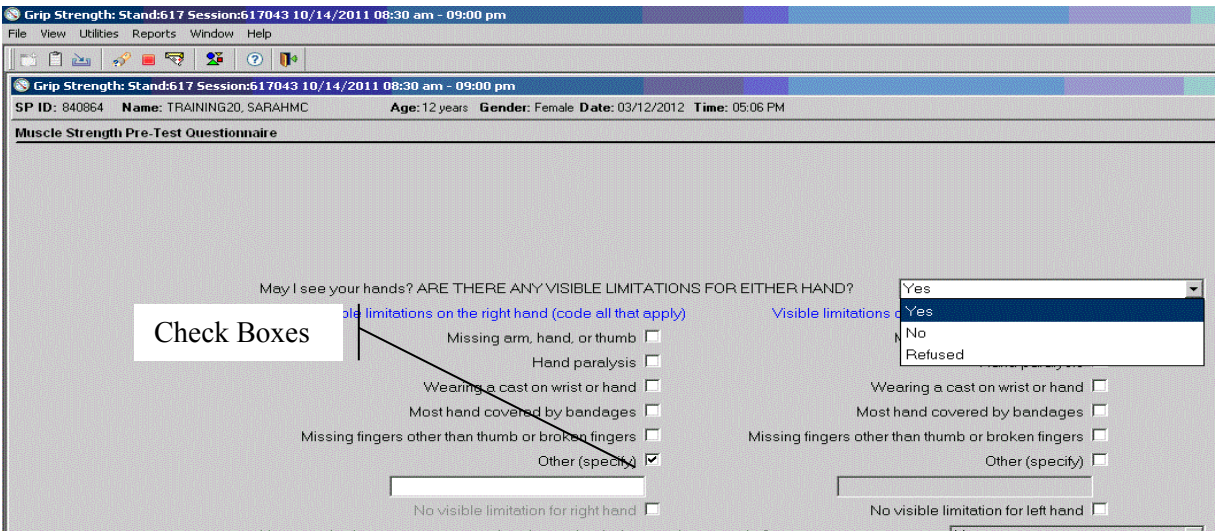 Grip Strength: Stand:617 Session:617043 10/14/2011 08:30 am - 09:00 pm
File View Utilities Reports Window Help
Grip Strength: Stand:617 Session:617043 10/14/2011 08:30 am - 09:00 pm
SP ID: 840864 Name: TRAINING20, SARAHMC Age: 12 years Gender: Female Date: 03/12/2012 Time: 05:06 PM
Muscle Strength Pre-Test Questionnaire
May I see your hands? ARE THERE ANY VISIBLE LIMITATIONS FOR EITHER HAND? Yes
limitations on the right hand (code all that apply) Visible limitations Yes
Check Boxes
Missing arm, hand, or thumb No
Hand paralysis Refused
Wearing a cast on wrist or hand Wearing a cast on wrist or hand
Most hand covered by bandages Most hand covered by bandages
Missing fingers other than thumb or broken fingers Missing fingers other than thumb or broken fingers
Other (specify) Other (specify)
No visible limitation for right hand No visible limitation for left hand